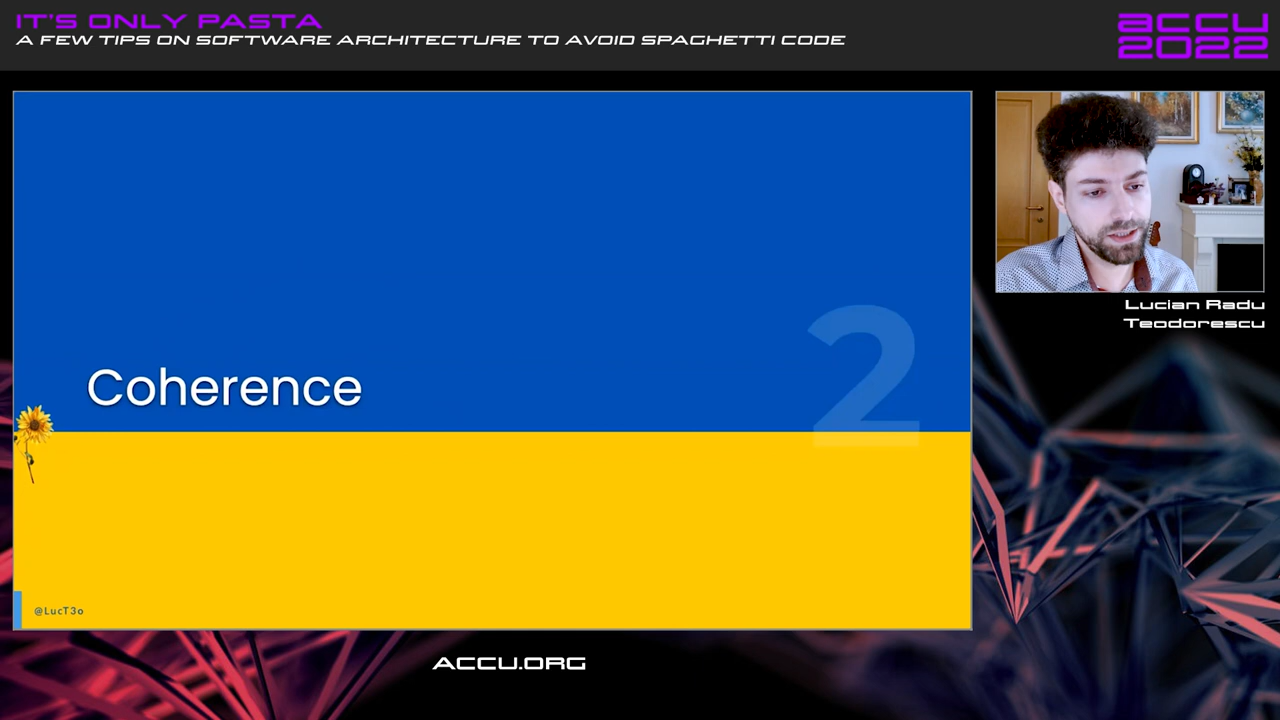 IT'S ONLY PASTA
A FEW TIPS ON SOFTWARE ARCHITECTURE TO AVOID SPAGHETTI CODE
ACCU
2022
Lucian Radu
Teodorescu
2
Coherence
@LucT3o
ACCU.ORG